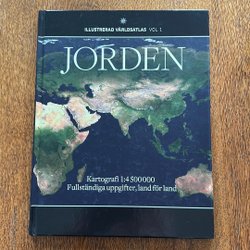 ILLUSTRERAD VÄRLDSATLAS VOL 1
JORDEN
Kartografi 1:4 500 000
Fullständiga uppgifter, land för land